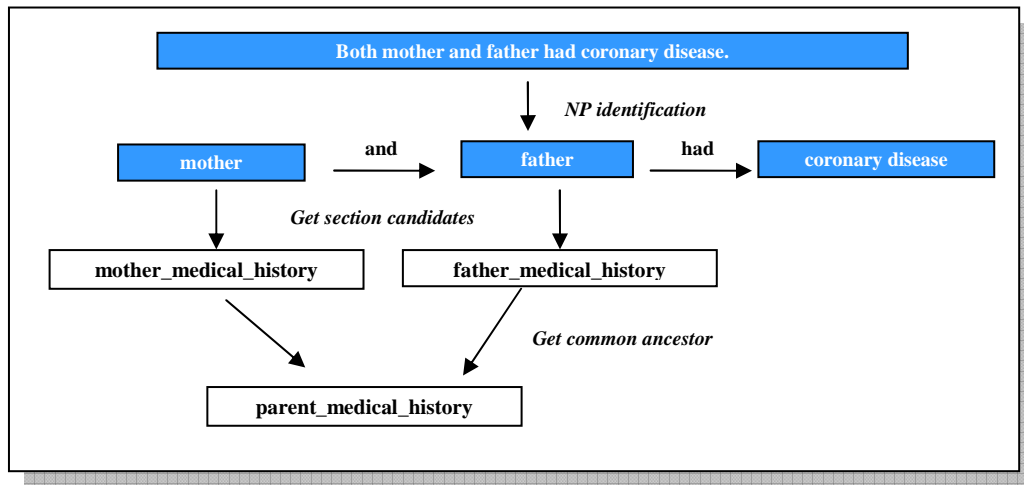 Both mother and father had coronary disease.
NP identification
mother
and
father
had
coronary disease
Get section candidates
mother_medical_history
father_medical_history
Get common ancestor
parent_medical_history